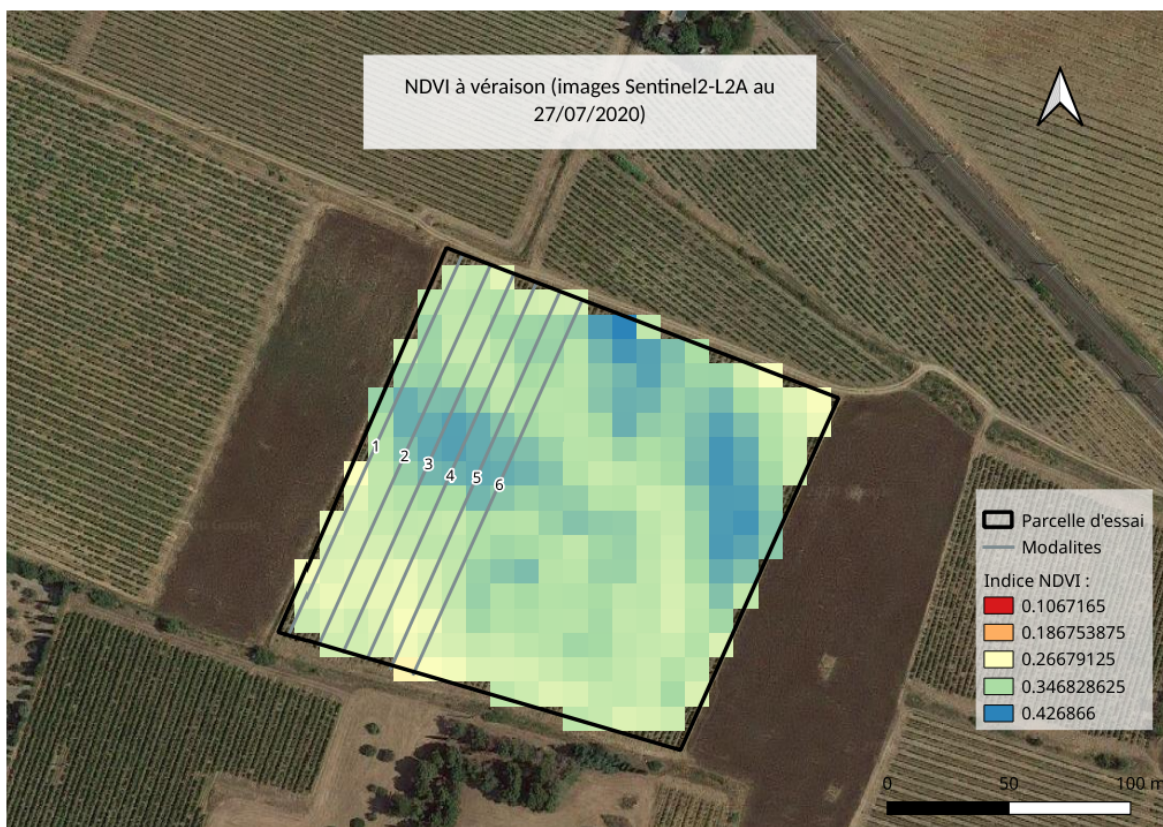 NDVI à véraison (images Sentinel2-L2A au
27/07/2020)
1
2
3
4
5
6
Parcelle d'essai
Modalites
Indice NDVI :
0.1067165
0.186753875
0.26679125
0.346828625
0.426866
0 50 100 m